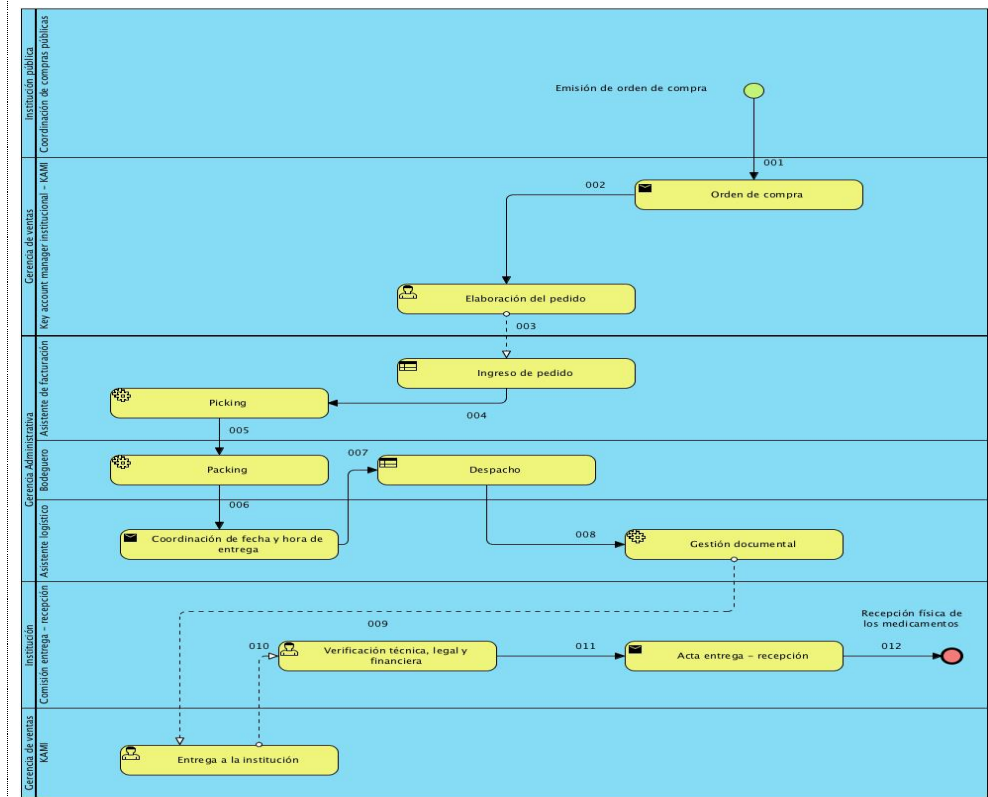 Institución pública
Coordinación de compras públicas
Emisión de orden de compra
001
Gerencia de ventas
Key account manager institucional – KAMI
002
Orden de compra
Elaboración del pedido
003
Gerencia Administrativa
Asistente de facturación
Ingreso de pedido
Picking
004
005
Bodeguero
007
Packing
Despacho
006
Asistente logístico
Coordinación de fecha y hora de
entrega
008
Gestión documental
Institución
Comisión entrega – recepción
009
Recepción física de
los medicamentos
010
Verificación técnica, legal y
financiera
011
Acta entrega – recepción
012
Gerencia de ventas
KAMI
Entrega a la institución